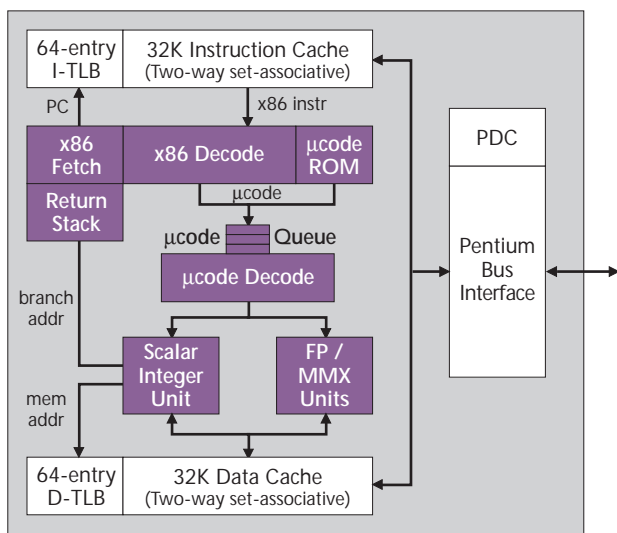 64-entry
I-TLB
32K Instruction Cache
(Two-way set-associative)
PC
x86 instr
x86
Fetch
x86 Decode
μcode
ROM
PDC
Return
Stack
μcode
μcode
Queue
μcode Decode
Pentium
Bus
Interface
branch
addr
Scalar
Integer
Unit
FP /
MMX
Units
mem
addr
64-entry
D-TLB
32K Data Cache
(Two-way set-associative)